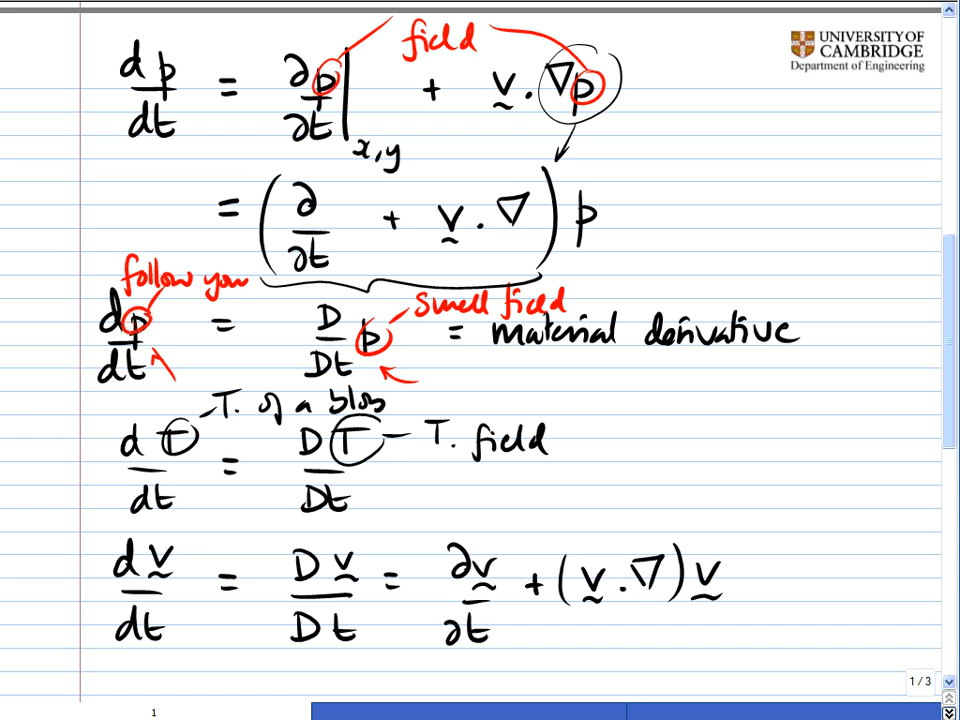 field
UNIVERSITY OF
CAMBRIDGE
Department of Engineering
dp/dt = ∂p/∂t|x,y + v . ∇p
= (∂/∂t + v . ∇) p
follow you
smell field
dp/dt = D/Dt p = material derivative
T. of a blob
dT/dt = DT/Dt – T. field
dv/dt = Dv/Dt = ∂v/∂t + (v . ∇) v
1 / 3
1